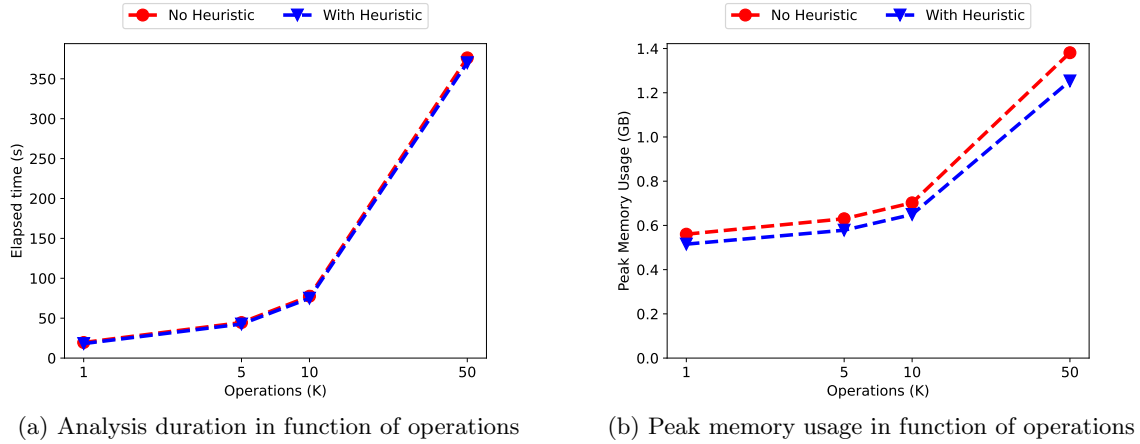 No Heuristic With Heuristic
350
300
250
200
150
100
50
0
Elapsed time (s)
1 5 10 50
Operations (K)
(a) Analysis duration in function of operations
No Heuristic With Heuristic
1.4
1.2
1.0
0.8
0.6
0.4
0.2
0.0
Peak Memory Usage (GB)
1 5 10 50
Operations (K)
(b) Peak memory usage in function of operations